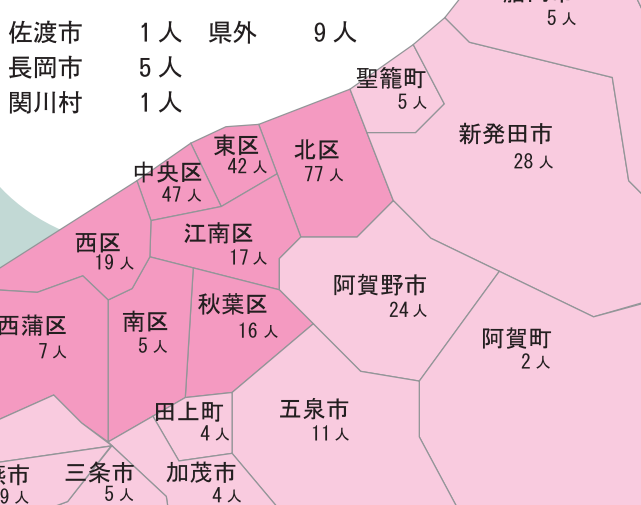 5人
佐渡市 1人 県外 9人
長岡市 5人
関川村 1人
聖籠町
5人
新発田市
28人
東区
42人
北区
77人
中央区
47人
江南区
17人
西区
19人
阿賀野市
24人
秋葉区
16人
南区
5人
西蒲区
7人
阿賀町
2人
田上町
4人
五泉市
11人
三条市
5人
加茂市
4人
燕市
9人